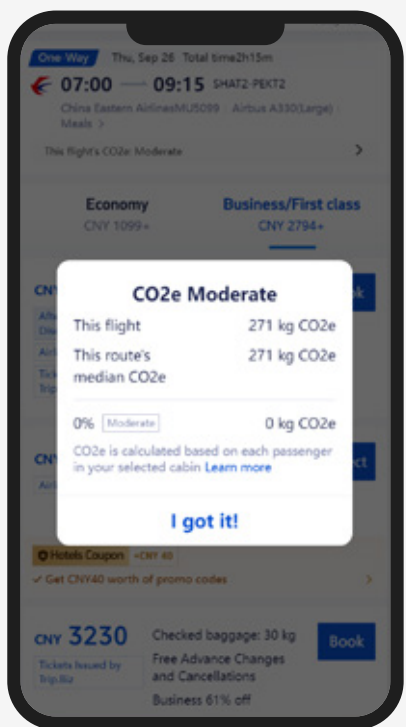 One Way Thu, Sep 26 Total time2h15m
07:00 09:15 SHAT2-PEKT2
China Eastern AirlinesMU5099 Airbus A330(Large)
Meals >
This flight's CO2e: Moderate >
Economy Business/First class
CNY 1099+ CNY 2794+
CO2e Moderate
This flight 271 kg CO2e
This route's 271 kg CO2e
median CO2e
0% Moderate 0 kg CO2e
CO2e is calculated based on each passenger
in your selected cabin Learn more
I got it!
Hotels Coupon -CNY 40
✓ Get CNY40 worth of promo codes >
CNY 3230 Checked baggage: 30 kg Book
Tickets Issued by Free Advance Changes
Trip.Biz and Cancellations
Business 61% off